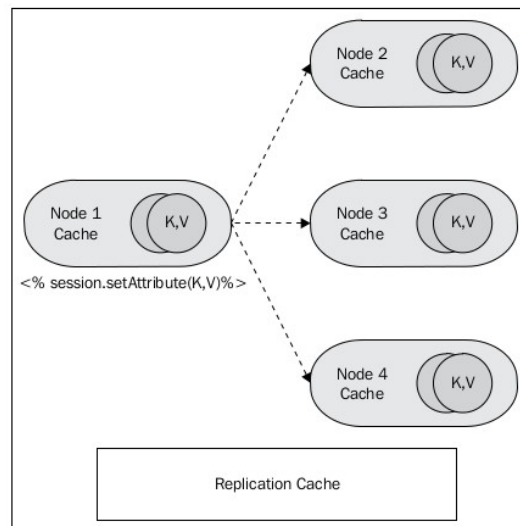 Node 2
Cache
K,V
Node 1
Cache
K,V
Node 3
Cache
K,V
<% session.setAttribute(K,V)%>
Node 4
Cache
K,V
Replication Cache